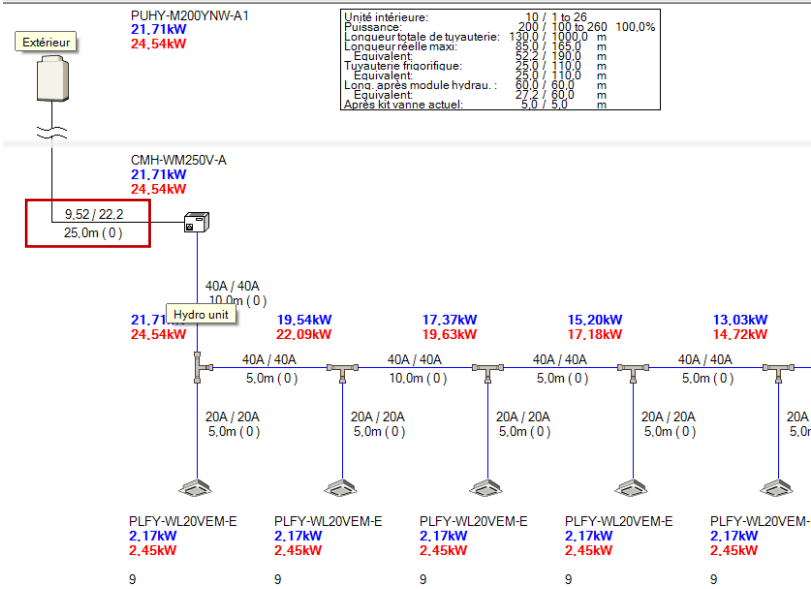 PUHY-M200YNW-A1
21,71kW
24,54kW
Extérieur
Unité intérieure: 10 / 1 to 26
Puissance: 200 / 100 to 260 100,0%
Longueur totale de tuyauterie: 130,0 / 1000,0 m
Longueur réelle maxi: 85,0 / 165,0 m
Equivalent: 52,2 / 190,0 m
Tuyauterie frigorifique: 25,0 / 110,0 m
Equivalent: 25,0 / 110,0 m
Long. après module hydrau. : 60,0 / 60,0 m
Equivalent: 27,2 / 60,0 m
Après kit vanne actuel: 5,0 / 5,0 m
CMH-WM250V-A
21,71kW
24,54kW
9,52 / 22,2
25,0m ( 0 )
40A / 40A
10,0m ( 0 )
Hydro unit
21,71 19,54kW 17,37kW 15,20kW 13,03kW
24,54kW 22,09kW 19,63kW 17,18kW 14,72kW
40A / 40A 40A / 40A 40A / 40A 40A / 40A
5,0m ( 0 ) 10,0m ( 0 ) 5,0m ( 0 ) 5,0m ( 0 )
20A / 20A 20A / 20A 20A / 20A 20A / 20A 20A
5,0m ( 0 ) 5,0m ( 0 ) 5,0m ( 0 ) 5,0m ( 0 ) 5,0
PLFY-WL20VEM-E PLFY-WL20VEM-E PLFY-WL20VEM-E PLFY-WL20VEM-E PLFY-WL20VEM-
2,17kW 2,17kW 2,17kW 2,17kW 2,17kW
2,45kW 2,45kW 2,45kW 2,45kW 2,45kW
9 9 9 9 9